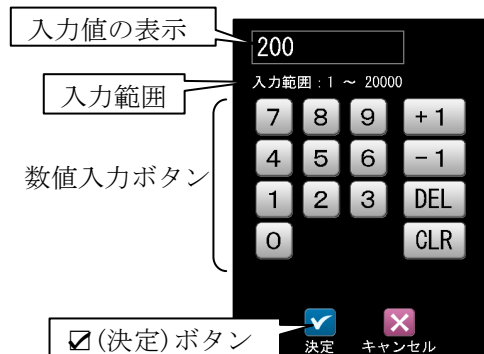 入力値の表示
200
入力範囲
入力範囲:1 ~ 20000
数値入力ボタン
7 8 9 +1
4 5 6 -1
1 2 3 DEL
0 CLR
☑(決定)ボタン
決定 キャンセル